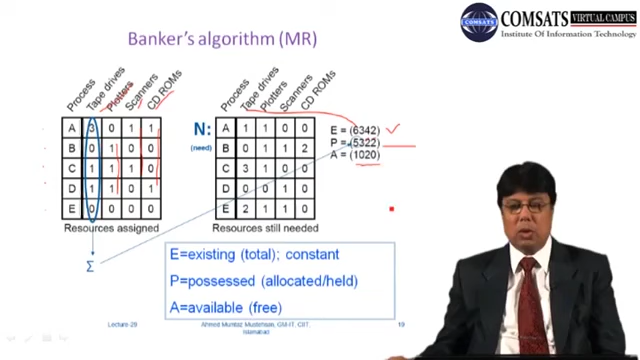 COMSATS VIRTUAL CAMPUS
Institute Of Information Technology
Banker's algorithm (MR)
Process Tape drives Plotters Scanners CD ROMs
A 3 0 1 1
B 0 1 0 0
C 1 1 1 0
D 1 1 0 1
E 0 0 0 0
Resources assigned
Σ
N:
(need)
Process Tape drives Plotters Scanners CD ROMs
A 1 1 0 0
B 0 1 1 2
C 3 1 0 0
D 0 0 1 0
E 2 1 1 0
Resources still needed
E = (6342)
P = (5322)
A = (1020)
E=existing (total); constant
P=possessed (allocated/held)
A=available (free)
Lecture-29
Ahmed Mumtaz Mustehsan, GM-IT, CIIT,
Islamabad
19